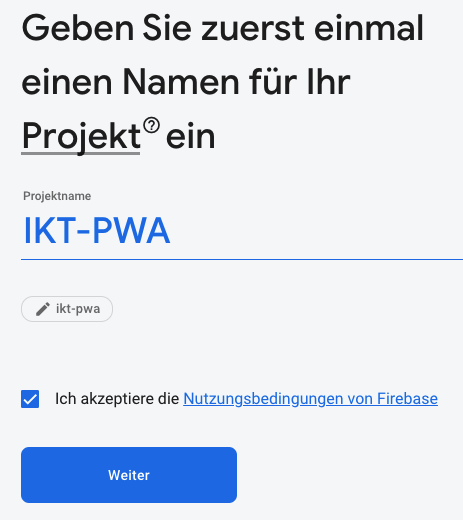 Geben Sie zuerst einmal
einen Namen für Ihr
Projekt ein
Projektname
IKT-PWA
ikt-pwa
Ich akzeptiere die Nutzungsbedingungen von Firebase
Weiter